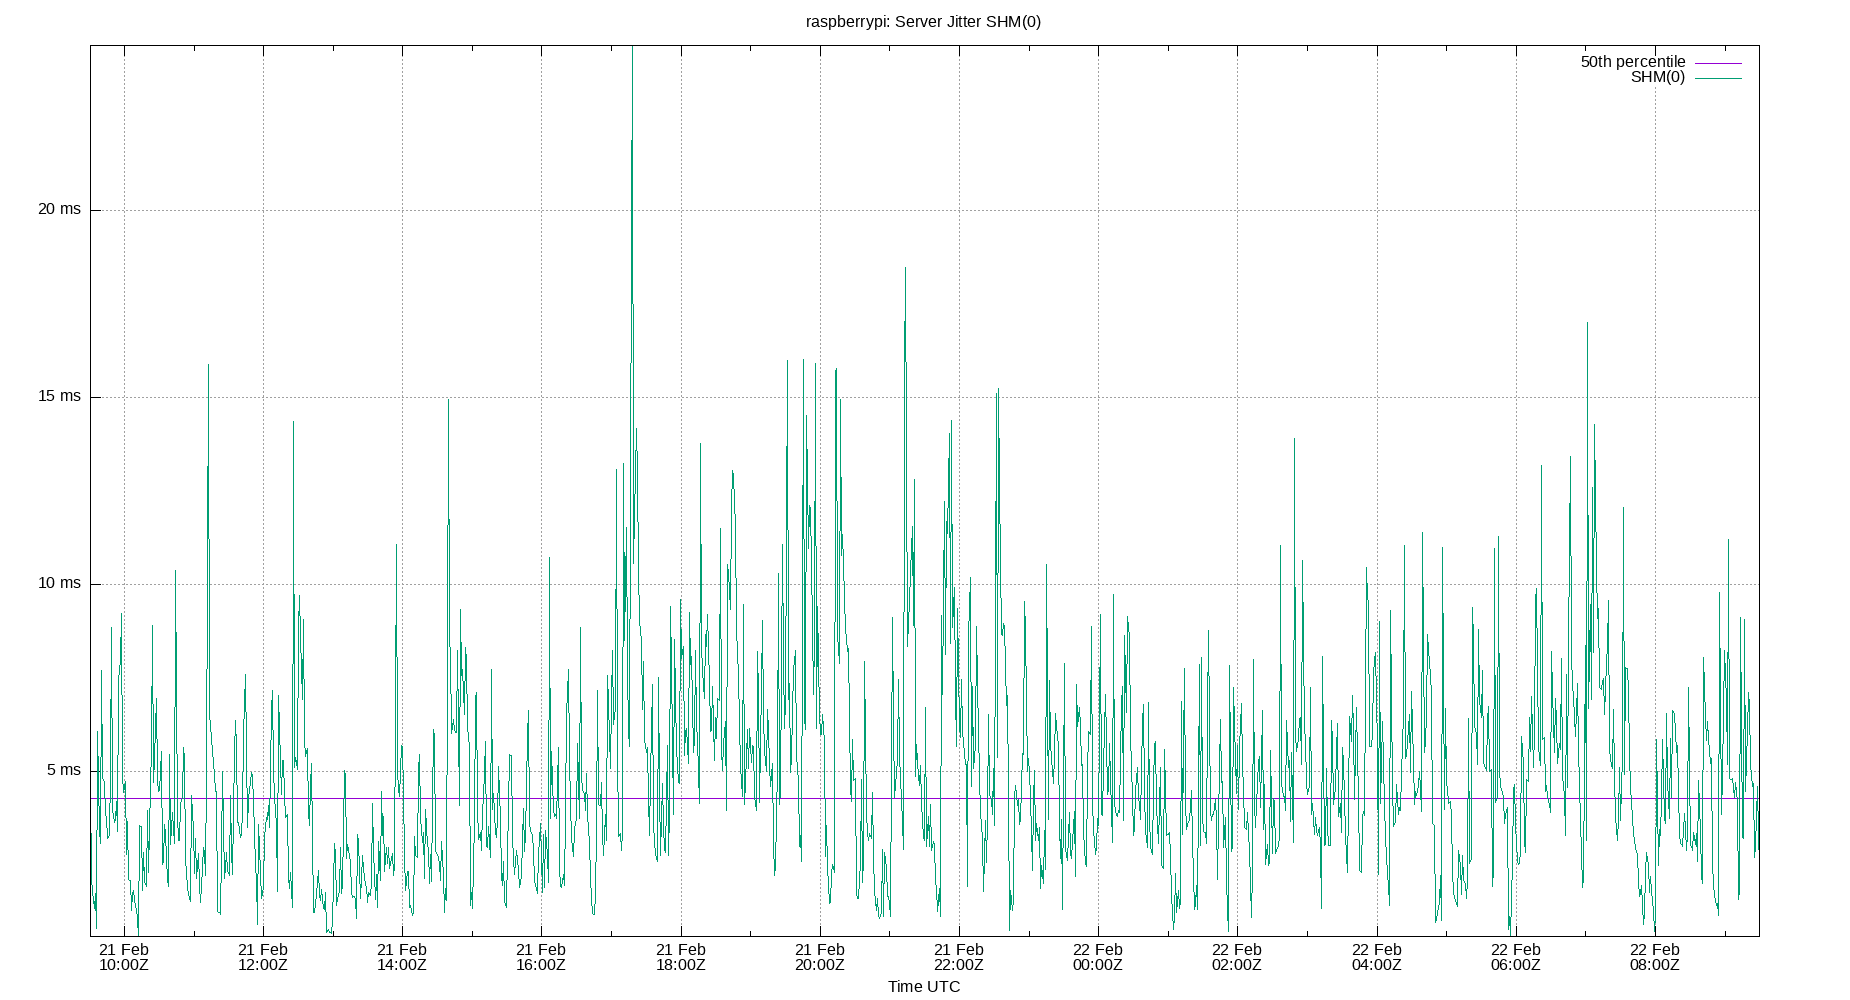 raspberrypi: Server Jitter SHM(0)
50th percentile
SHM(0)
20 ms
15 ms
10 ms
5 ms
21 Feb 21 Feb 21 Feb 21 Feb 21 Feb 21 Feb 21 Feb 22 Feb 22 Feb 22 Feb 22 Feb 22 Feb
10:00Z 12:00Z 14:00Z 16:00Z 18:00Z 20:00Z 22:00Z 00:00Z 02:00Z 04:00Z 06:00Z 08:00Z
Time UTC